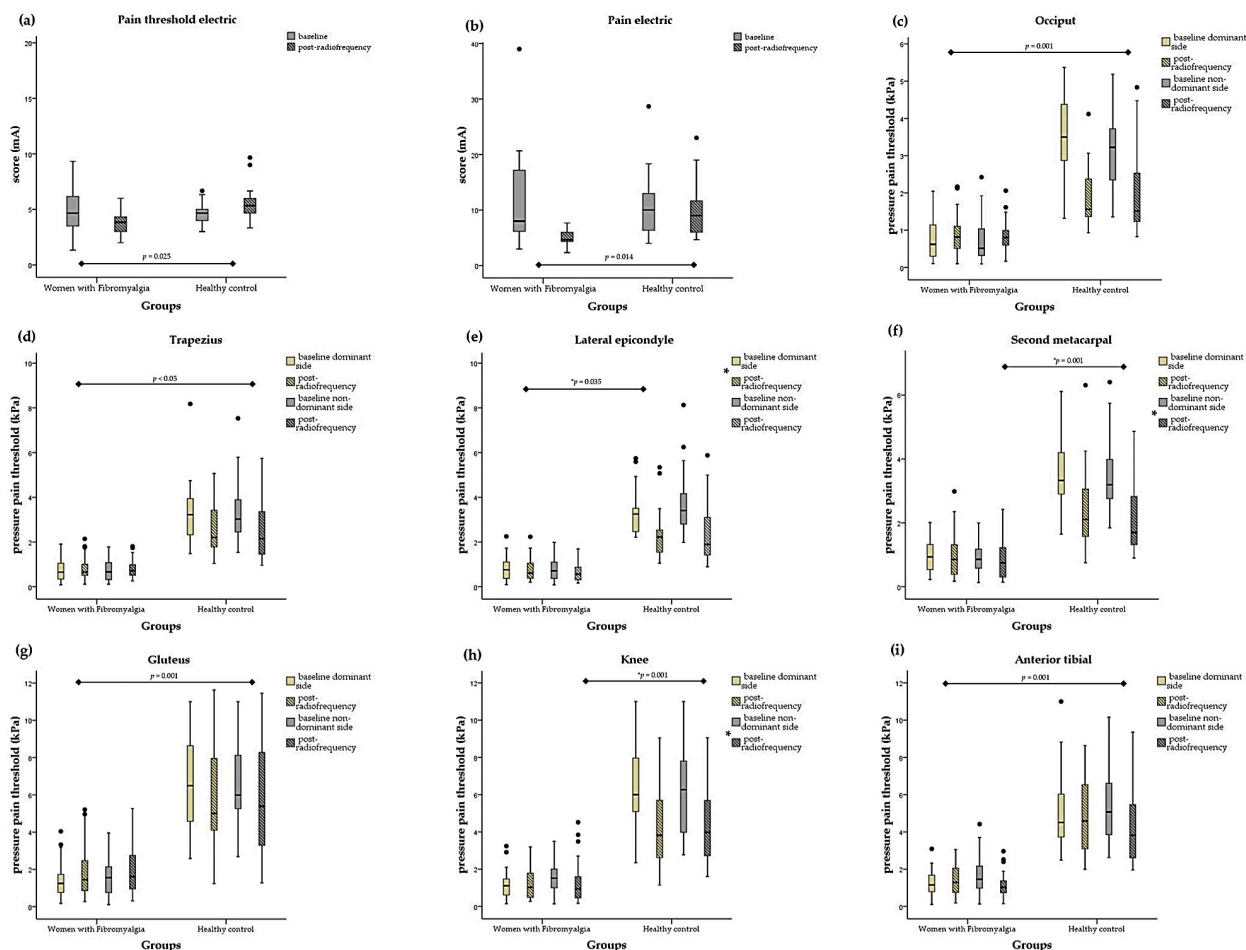 (a)
Pain threshold electric
baseline
post-radiofrequency
20
15
10
5
0
score (mA)
p = 0.025
Women with Fibromyalgia
Healthy control
Groups
(b)
Pain electric
baseline
post-radiofrequency
40
30
20
10
0
score (mA)
p = 0.014
Women with Fibromyalgia
Healthy control
Groups
(c)
Occiput
baseline dominant
side
post-
radiofrequency
baseline non-
dominant side
post-
radiofrequency
p = 0.001
6
5
4
3
2
1
0
pressure pain threshold (kPa)
Women with Fibromyalgia
Healthy control
Groups
(d)
Trapezius
baseline dominant
side
post-
radiofrequency
baseline non-
dominant side
post-
radiofrequency
p < 0.05
10
8
6
4
2
0
pressure pain threshold (kPa)
Women with Fibromyalgia
Healthy control
Groups
(e)
Lateral epicondyle
baseline dominant
side
*
post-
radiofrequency
baseline non-
dominant side
post-
radiofrequency
*p = 0.035
10
8
6
4
2
0
pressure pain threshold (kPa)
Women with Fibromyalgia
Healthy control
Groups
(f)
Second metacarpal
baseline dominant
side
post-
radiofrequency
baseline non-
dominant side
*
post-
radiofrequency
*p = 0.001
6
4
2
0
pressure pain threshold (kPa)
Women with Fibromyalgia
Healthy control
Groups
(g)
Gluteus
baseline dominant
side
post-
radiofrequency
baseline non-
dominant side
post-
radiofrequency
p = 0.001
12
10
8
6
4
2
0
pressure pain threshold (kPa)
Women with Fibromyalgia
Healthy control
Groups
(h)
Knee
baseline dominant
side
post-
radiofrequency
baseline non-
dominant side
*
post-
radiofrequency
*p = 0.001
12
10
8
6
4
2
0
pressure pain threshold (kPa)
Women with Fibromyalgia
Healthy control
Groups
(i)
Anterior tibial
baseline dominant
side
post-
radiofrequency
baseline non-
dominant side
post-
radiofrequency
p = 0.001
12
10
8
6
4
2
0
pressure pain threshold (kPa)
Women with Fibromyalgia
Healthy control
Groups